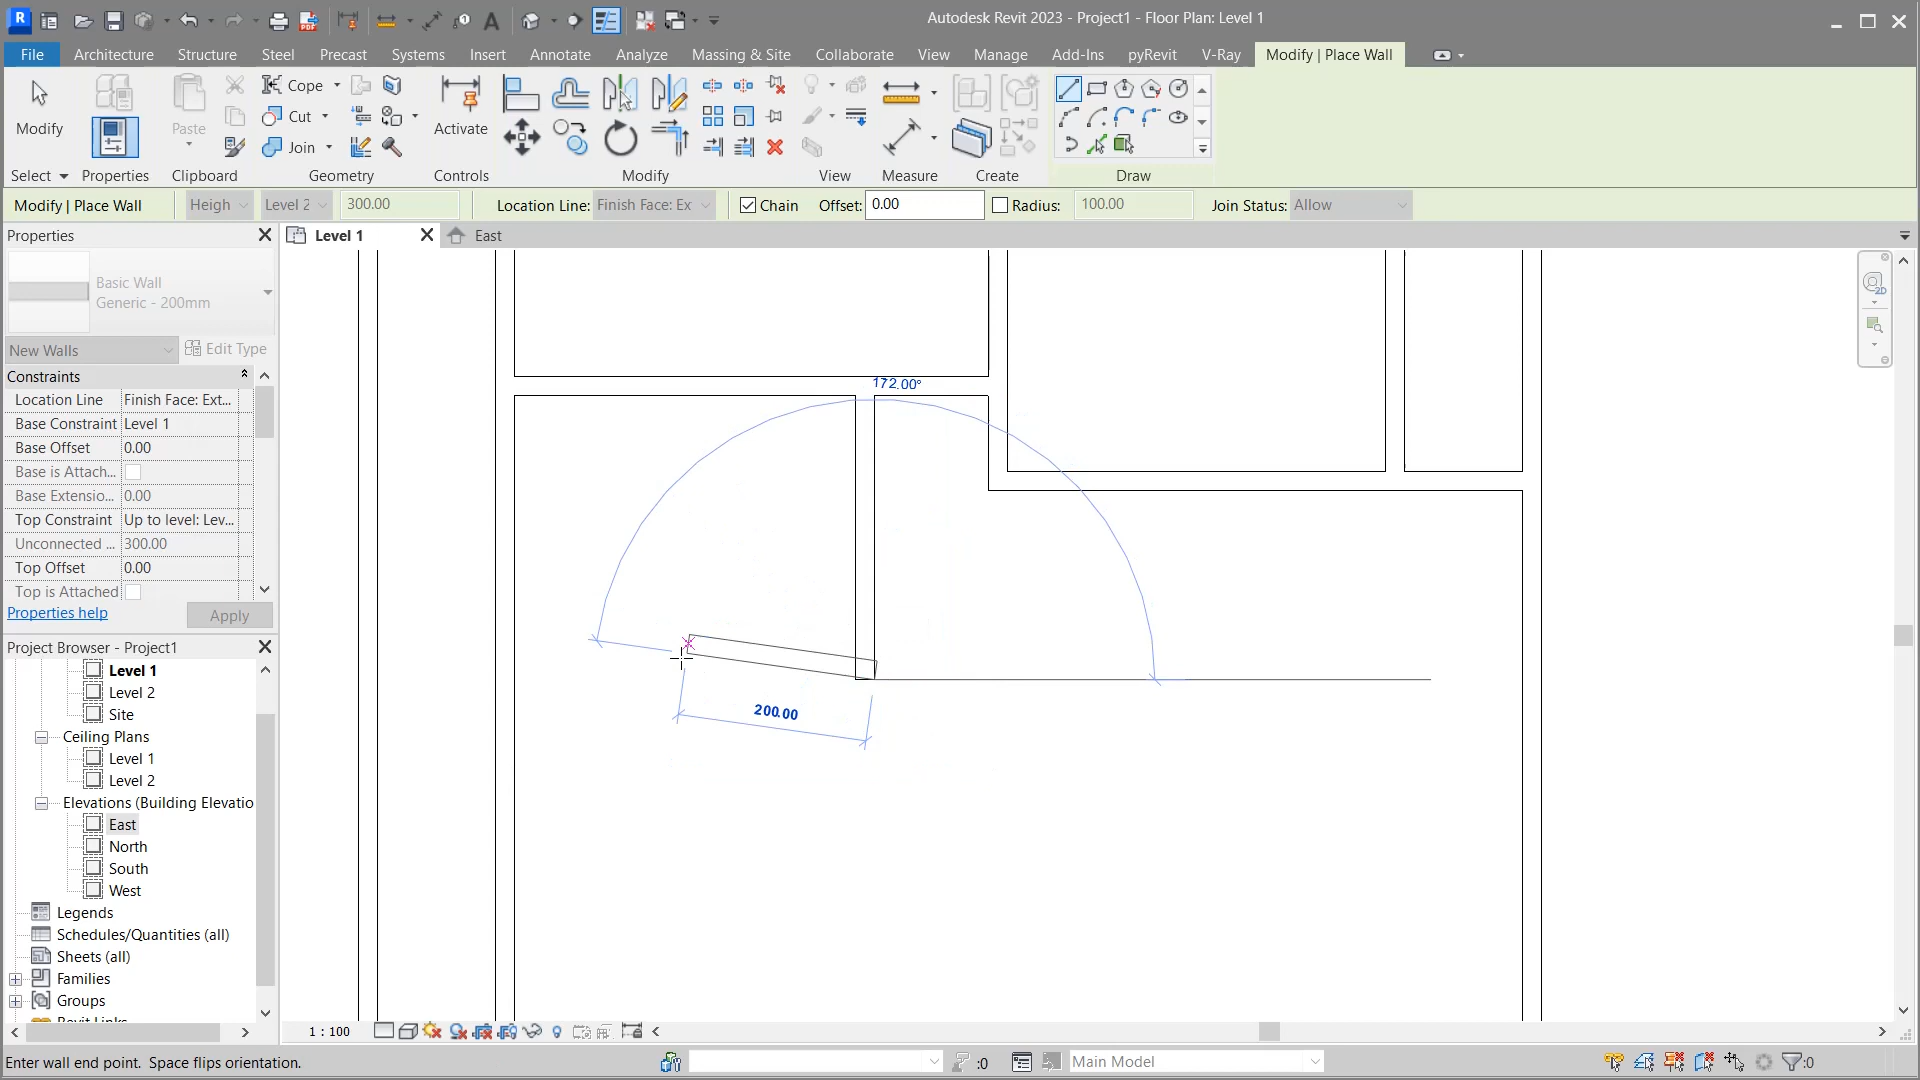 Autodesk Revit 2023 - Project1 - Floor Plan: Level 1
File Architecture Structure Steel Precast Systems Insert Annotate Analyze Massing & Site Collaborate View Manage Add-Ins pyRevit V-Ray Modify | Place Wall
Modify Paste Cope Cut Join Activate
Select Properties Clipboard Geometry Controls Modify View Measure Create Draw
Modify | Place Wall Heigh Level 2 300.00 Location Line: Finish Face: Ex Chain Offset: 0.00 Radius: 100.00 Join Status: Allow
Properties
Level 1 East
Basic Wall
Generic - 200mm
New Walls Edit Type
Constraints
Location Line Finish Face: Ext...
Base Constraint Level 1
Base Offset 0.00
Base is Attach...
Base Extensio... 0.00
Top Constraint Up to level: Lev...
Unconnected ... 300.00
Top Offset 0.00
Top is Attached
Properties help Apply
Project Browser - Project1
Level 1
Level 2
Site
Ceiling Plans
Level 1
Level 2
Elevations (Building Elevatio
East
North
South
West
Legends
Schedules/Quantities (all)
Sheets (all)
Families
Groups
Revit Links
172.00°
200.00
2D
1 : 100
Enter wall end point. Space flips orientation.
:0
Main Model
:0